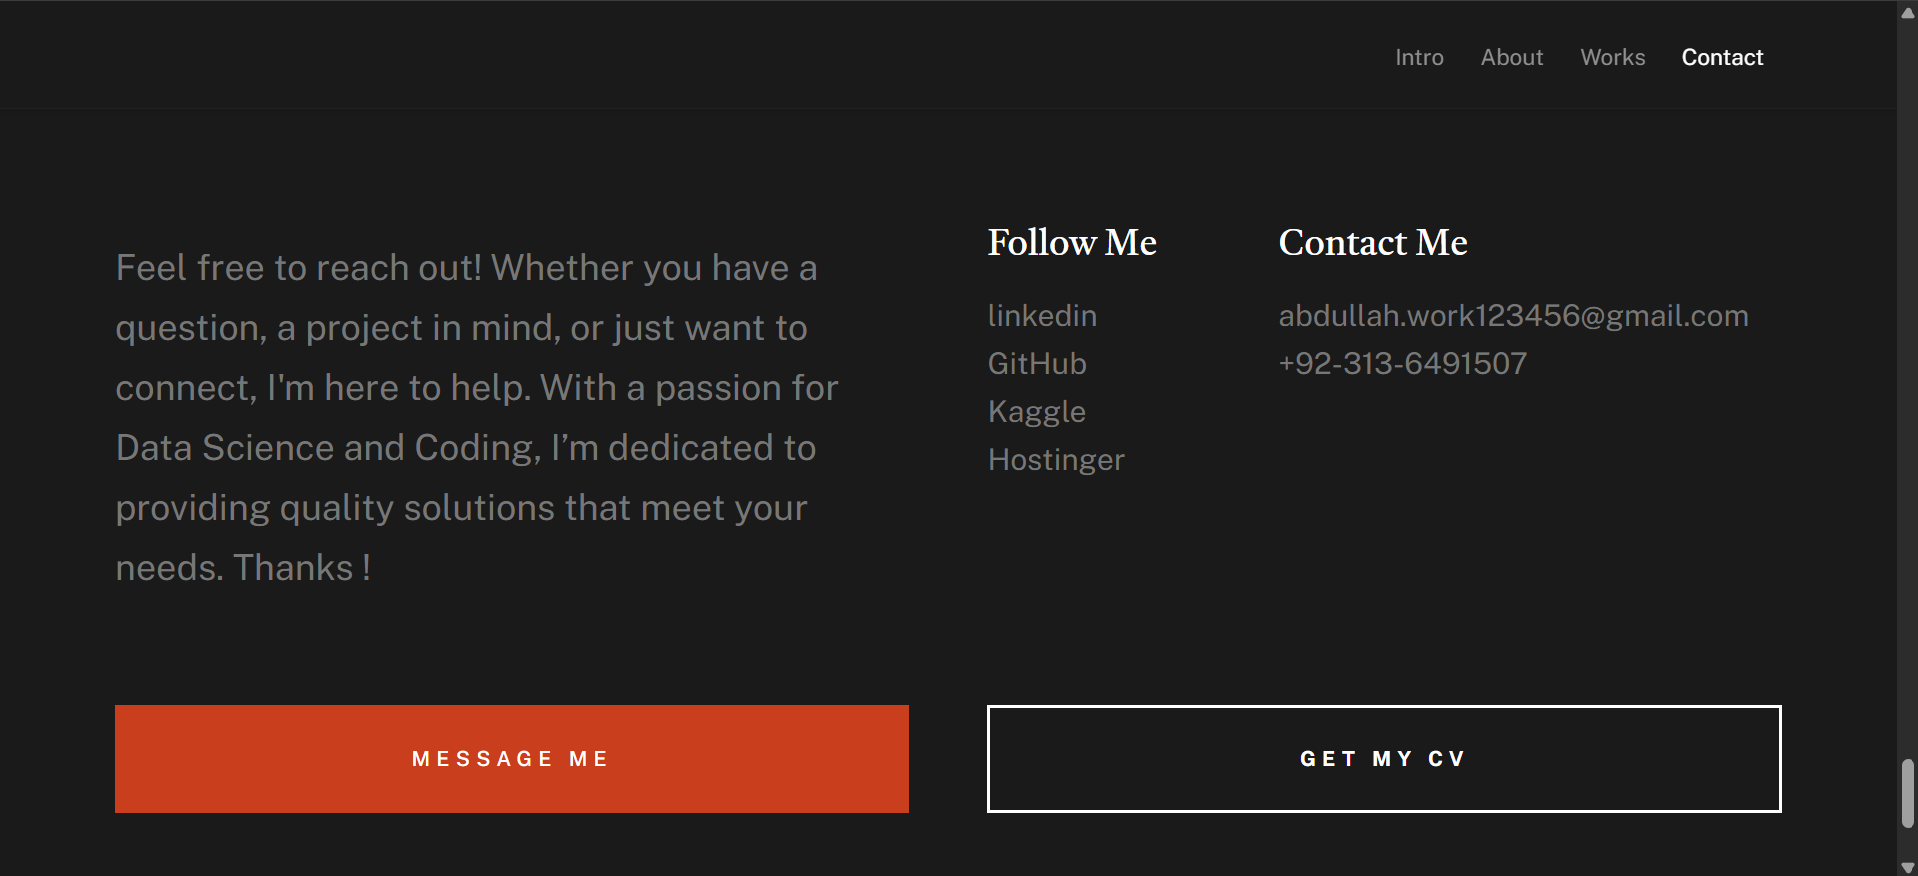 Intro About Works Contact
Feel free to reach out! Whether you have a
question, a project in mind, or just want to
connect, I'm here to help. With a passion for
Data Science and Coding, I’m dedicated to
providing quality solutions that meet your
needs. Thanks !
Follow Me
linkedin
GitHub
Kaggle
Hostinger
Contact Me
abdullah.work123456@gmail.com
+92-313-6491507
MESSAGE ME
GET MY CV